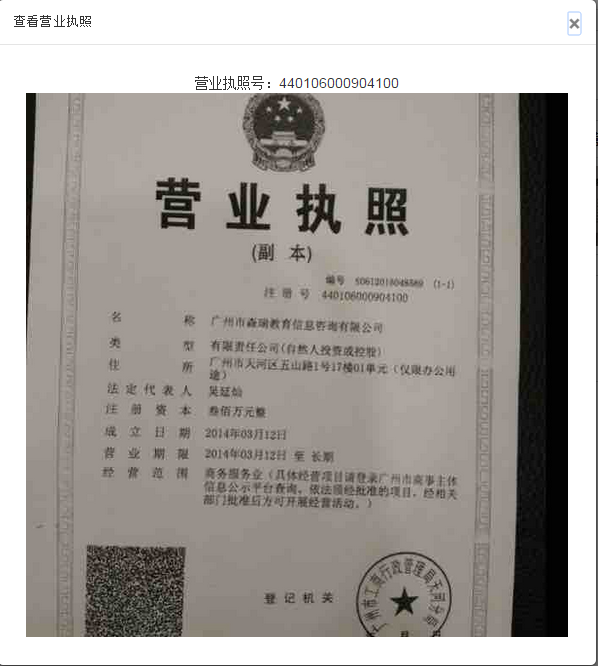 查看营业执照
×
营业执照号：440106000904100
营业执照
(副 本)
编号 S0612018048589 (1-1)
注 册 号 440106000904100
名 称 广州市森瑞教育信息咨询有限公司
类 型 有限责任公司(自然人投资或控股)
住 所 广州市天河区五山路1号17楼01单元（仅限办公用
途）
法定代表人 吴廷灿
注 册 资 本 叁佰万元整
成 立 日 期 2014年03月12日
营 业 期 限 2014年03月12日 至 长期
经 营 范 围 商务服务业（具体经营项目请登录广州市商事主体
信息公示平台查询。依法须经批准的项目，经相关
部门批准后方可开展经营活动。）
登 记 机 关
广州市工商行政管理局天河分局